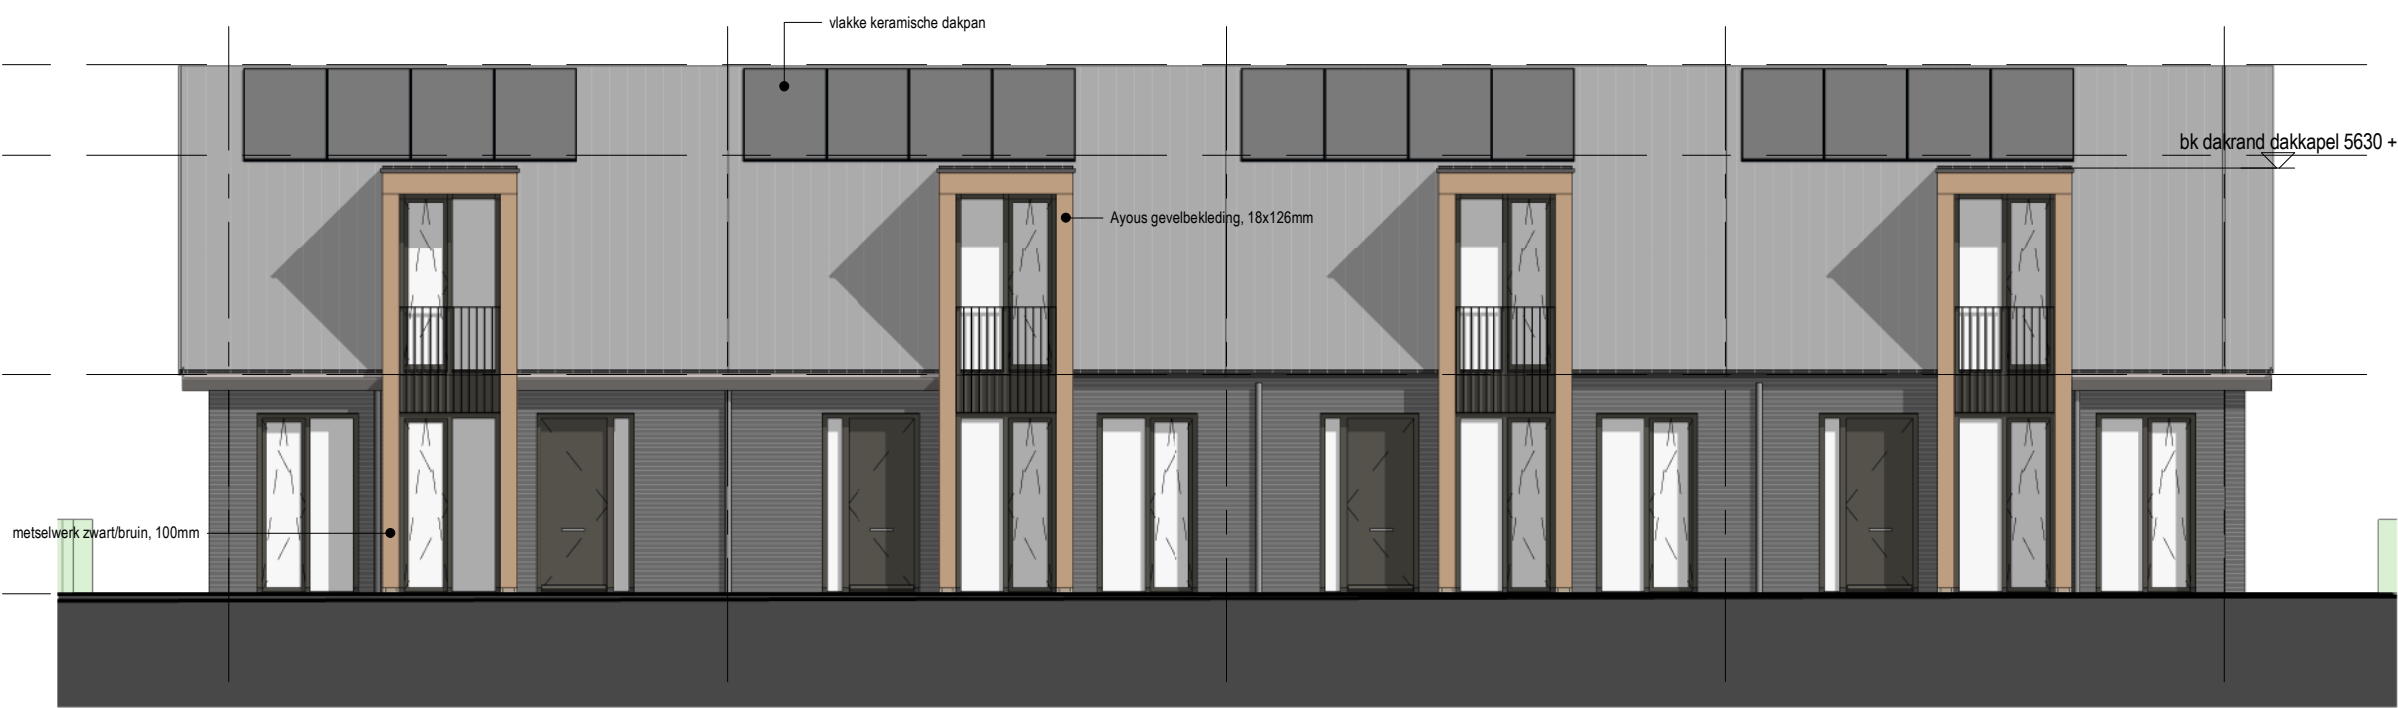 vlakke keramische dakpan
bk dakrand dakkapel 5630 +
Ayous gevelbekleding, 18x126mm
metselwerk zwart/bruin, 100mm